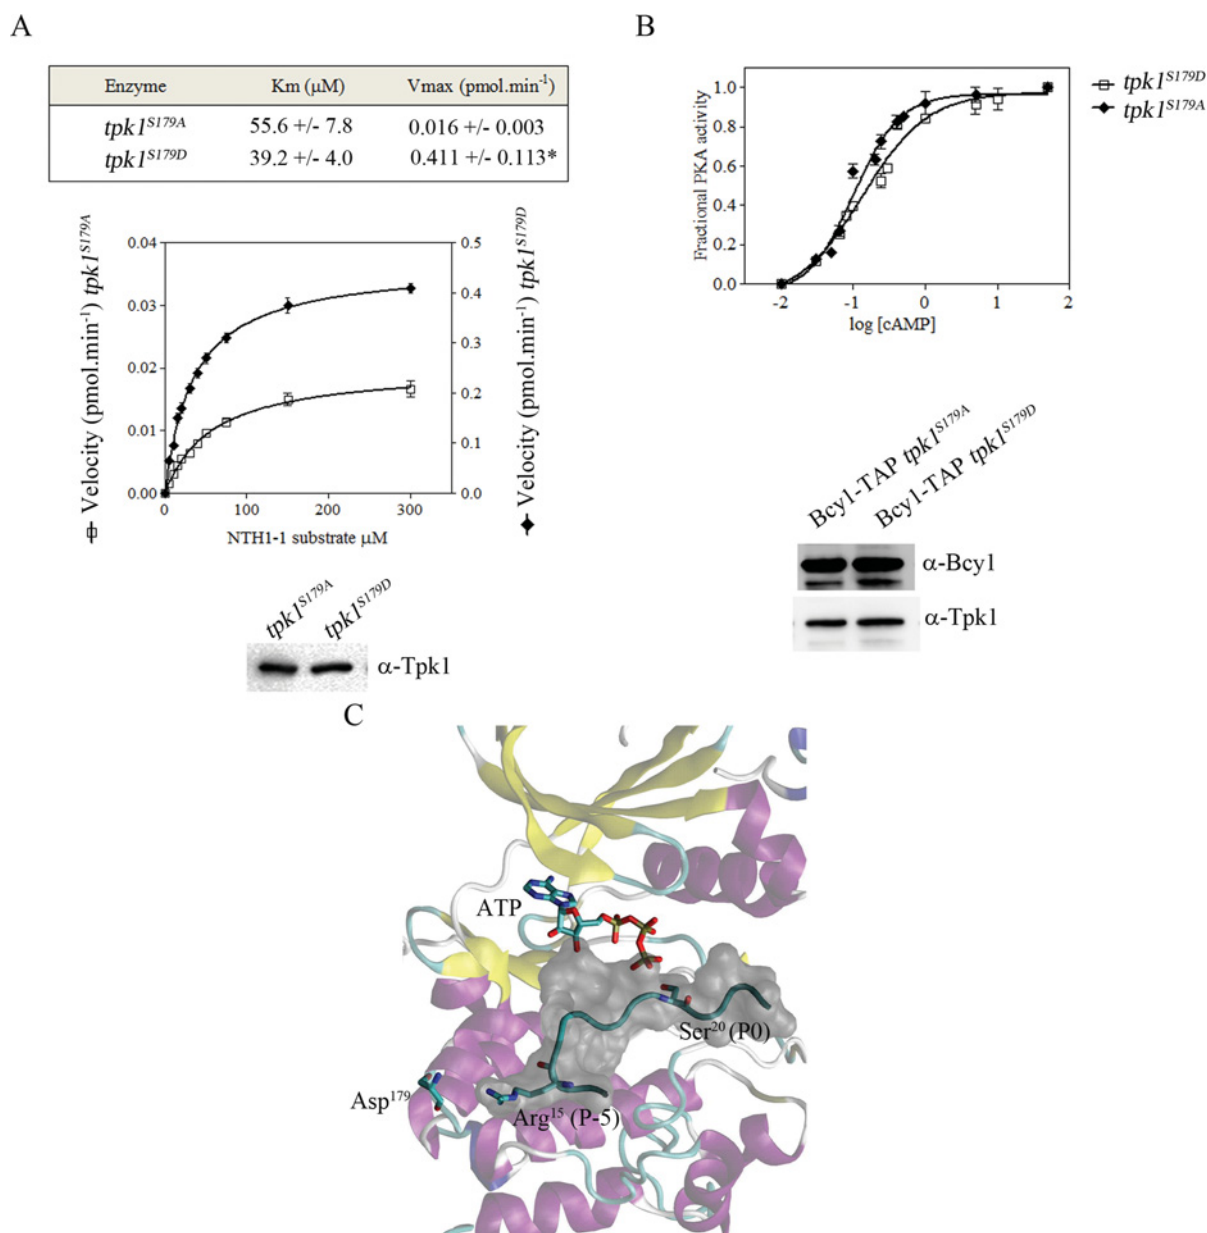 A
Enzyme Km (μM) Vmax (pmol.min⁻¹)
tpk1ˢ¹⁷⁹ᴬ 55.6 +/- 7.8 0.016 +/- 0.003
tpk1ˢ¹⁷⁹ᴰ 39.2 +/- 4.0 0.411 +/- 0.113*
Velocity (pmol.min⁻¹) tpk1ˢ¹⁷⁹ᴬ
0.04
0.03
0.02
0.01
0.00
0.5
0.4
0.3
0.2
0.1
0.0
Velocity (pmol.min⁻¹) tpk1ˢ¹⁷⁹ᴰ
0 100 200 300
NTH1-1 substrate μM
tpk1ˢ¹⁷⁹ᴬ
tpk1ˢ¹⁷⁹ᴰ
α-Tpk1
B
Fractional PKA activity
1.0
0.8
0.6
0.4
0.2
0.0
-2 -1 0 1 2
log [cAMP]
tpk1ˢ¹⁷⁹ᴰ
tpk1ˢ¹⁷⁹ᴬ
Bcy1-TAP tpk1ˢ¹⁷⁹ᴬ
Bcy1-TAP tpk1ˢ¹⁷⁹ᴰ
α-Bcy1
α-Tpk1
C
ATP
Ser²⁰ (P0)
Asp¹⁷⁹
Arg¹⁵ (P-5)